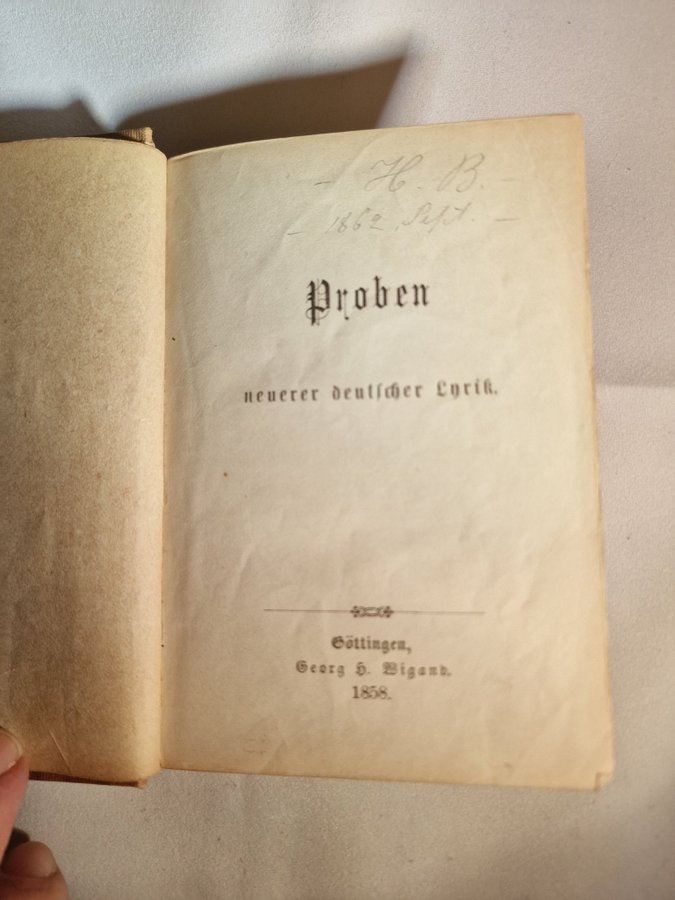 - H. B. -
- 1862, Sept. -
Proben
neuerer deutscher Lyrik.
Göttingen,
Georg H. Wigand.
1858.